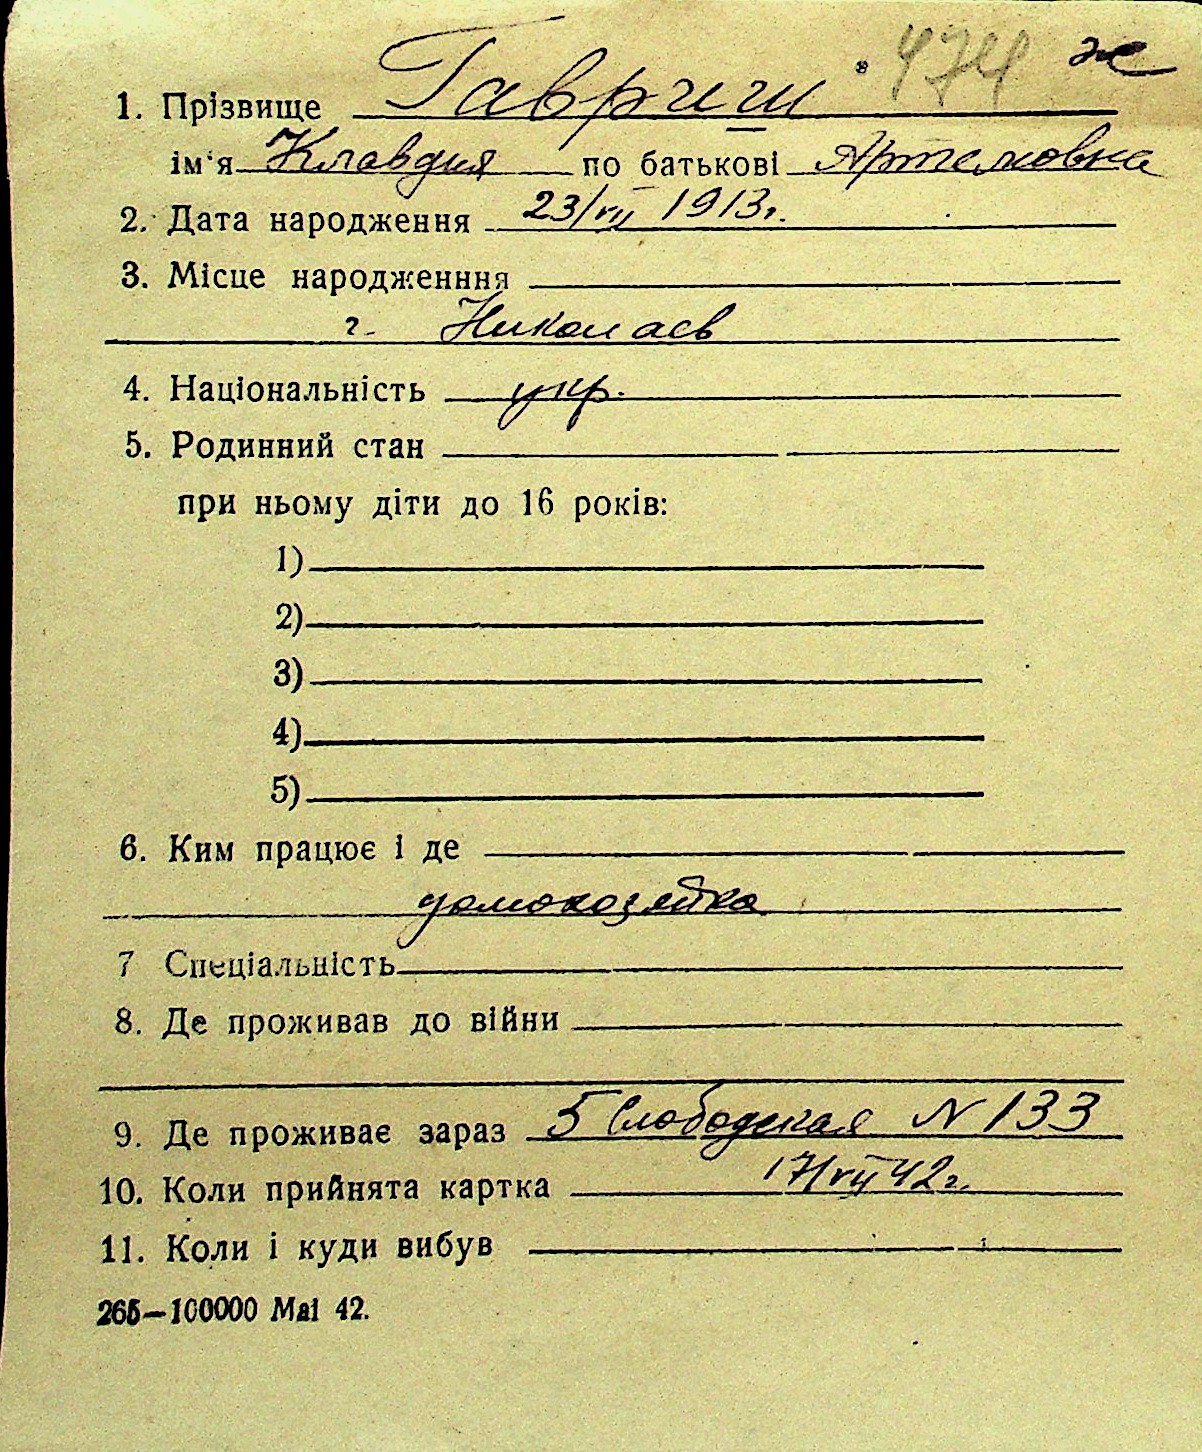 474 ж
1. Прізвище Гавриш
ім'я Клавдия по батькові Артемовна
2. Дата народження 23/VII 1913г.
3. Місце народженння
г. Николаев
4. Національність укр.
5. Родинний стан
при ньому діти до 16 років:
1)
2)
3)
4)
5)
6. Ким працює і де
домохозяйка
7 Спеціальність
8. Де проживав до війни
9. Де проживає зараз 5 Слободская N 133
10. Коли прийнята картка 17/VII 42г.
11. Коли і куди вибув
265—100000 Mai 42.